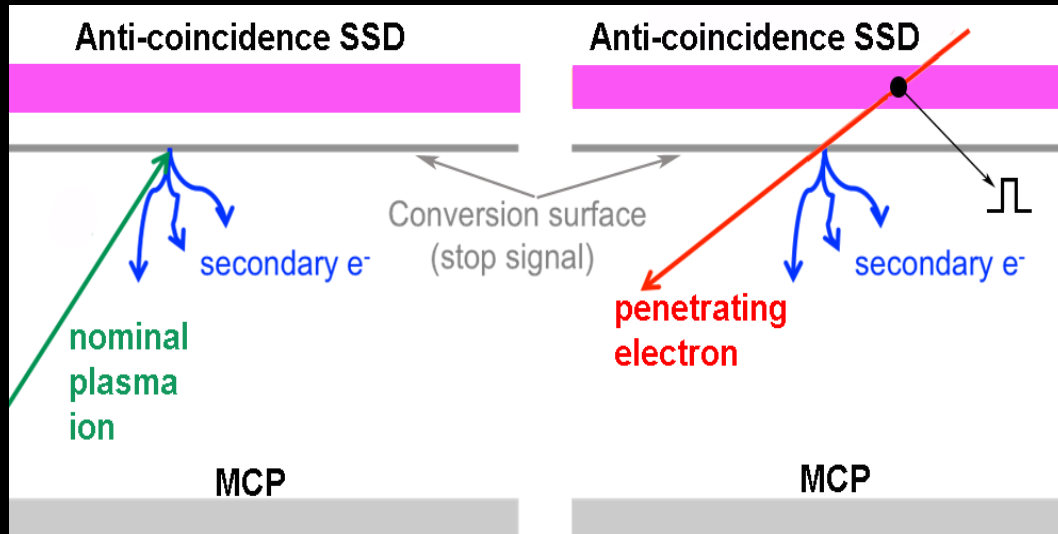 Anti-coincidence SSD
nominal
plasma
ion
secondary e⁻
MCP
Conversion surface
(stop signal)
Anti-coincidence SSD
penetrating
electron
secondary e⁻
MCP